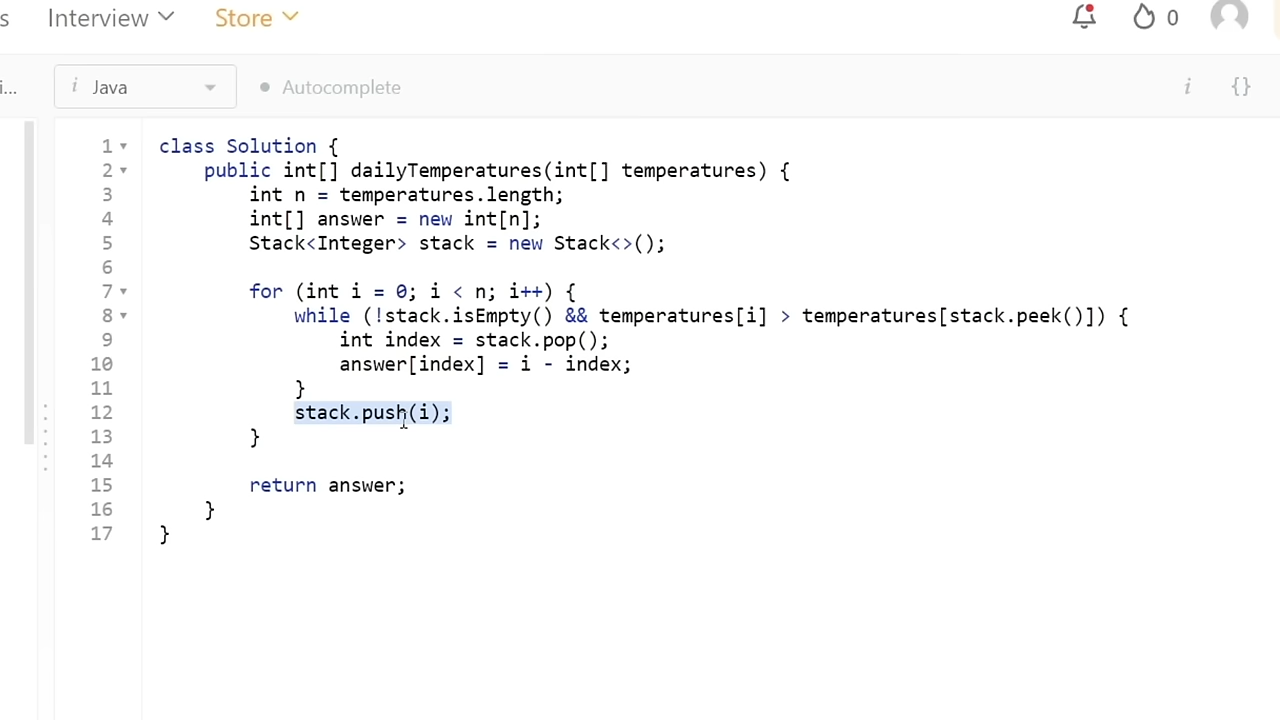 s Interview Store 0
i... i Java Autocomplete i {}
1 class Solution {
2 public int[] dailyTemperatures(int[] temperatures) {
3 int n = temperatures.length;
4 int[] answer = new int[n];
5 Stack<Integer> stack = new Stack<>();
6
7 for (int i = 0; i < n; i++) {
8 while (!stack.isEmpty() && temperatures[i] > temperatures[stack.peek()]) {
9 int index = stack.pop();
10 answer[index] = i - index;
11 }
12 stack.push(i);
13 }
14
15 return answer;
16 }
17 }